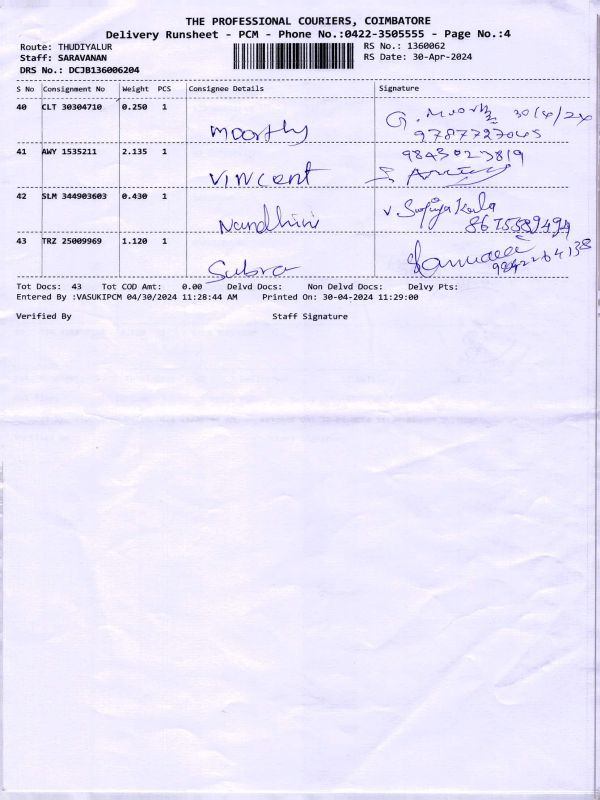 THE PROFESSIONAL COURIERS, COIMBATORE
Delivery Runsheet - PCM - Phone No.:0422-3505555 - Page No.:4
Route: THUDIYALUR RS No.: 1360062
Staff: SARAVANAN RS Date: 30-Apr-2024
DRS No.: DCJB136006204
S No Consignment No Weight PCS Consignee Details Signature
40 CLT 30304710 0.250 1
Moorthy G. Moorthy 30/4/24
9787727045
41 AWY 1535211 2.135 1 9843023819
Vincent
42 SLM 344903603 0.430 1
Nandhini 8675589494
43 TRZ 25009969 1.120 1
Subra
Tot Docs: 43 Tot COD Amt: 0.00 Delvd Docs: Non Delvd Docs: Delvy Pts:
Entered By :VASUKIPCM 04/30/2024 11:28:44 AM Printed On: 30-04-2024 11:29:00
Verified By Staff Signature